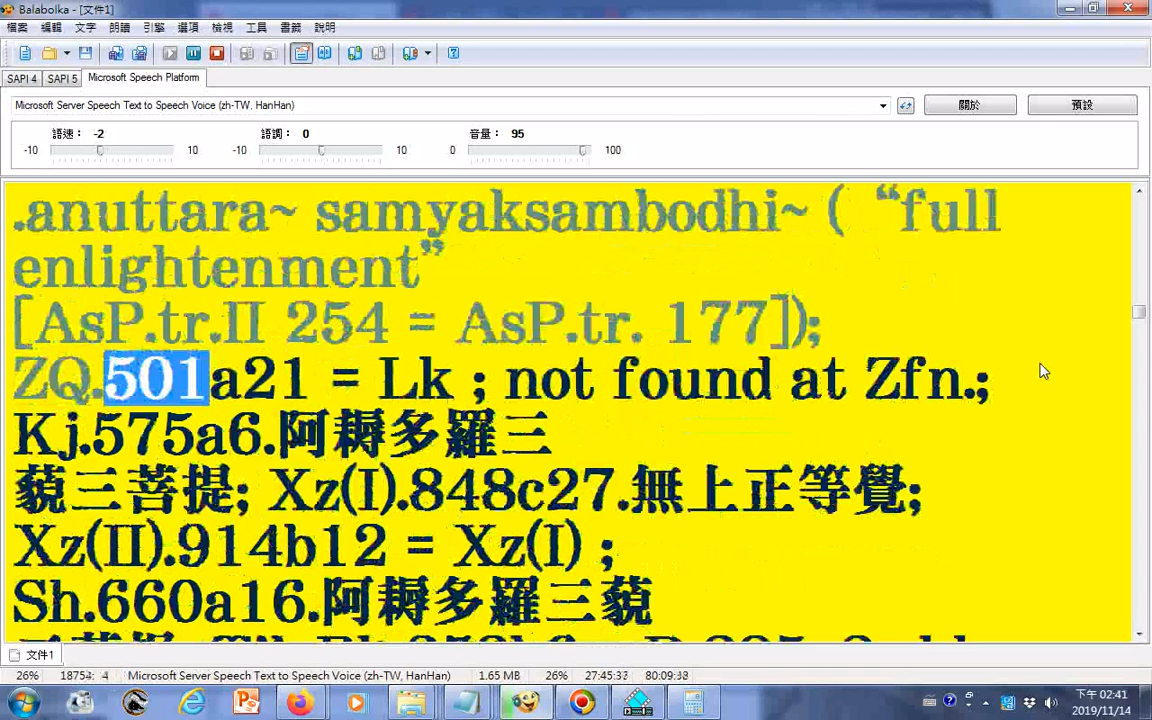 Balabolka - [文件1]
檔案 編輯 文字 朗讀 引擎 選項 檢視 工具 書籤 說明
SAPI 4 SAPI 5 Microsoft Speech Platform
Microsoft Server Speech Text to Speech Voice (zh-TW, HanHan) 關於 預設
語速： -2 語調： 0 音量： 95
-10 10 -10 10 0 100
.anuttara~ samyaksambodhi~ ( “full
enlightenment”
[AsP.tr.II 254 = AsP.tr. 177]);
ZQ.501a21 = Lk ; not found at Zfn.;
Kj.575a6.阿耨多羅三
藐三菩提; Xz(I).848c27.無上正等覺;
Xz(II).914b12 = Xz(I) ;
Sh.660a16.阿耨多羅三藐
文件1
26% 18754: 4 Microsoft Server Speech Text to Speech Voice (zh-TW, HanHan) 1.65 MB 26% 27:45:33 80:09:38
下午 02:41
2019/11/14